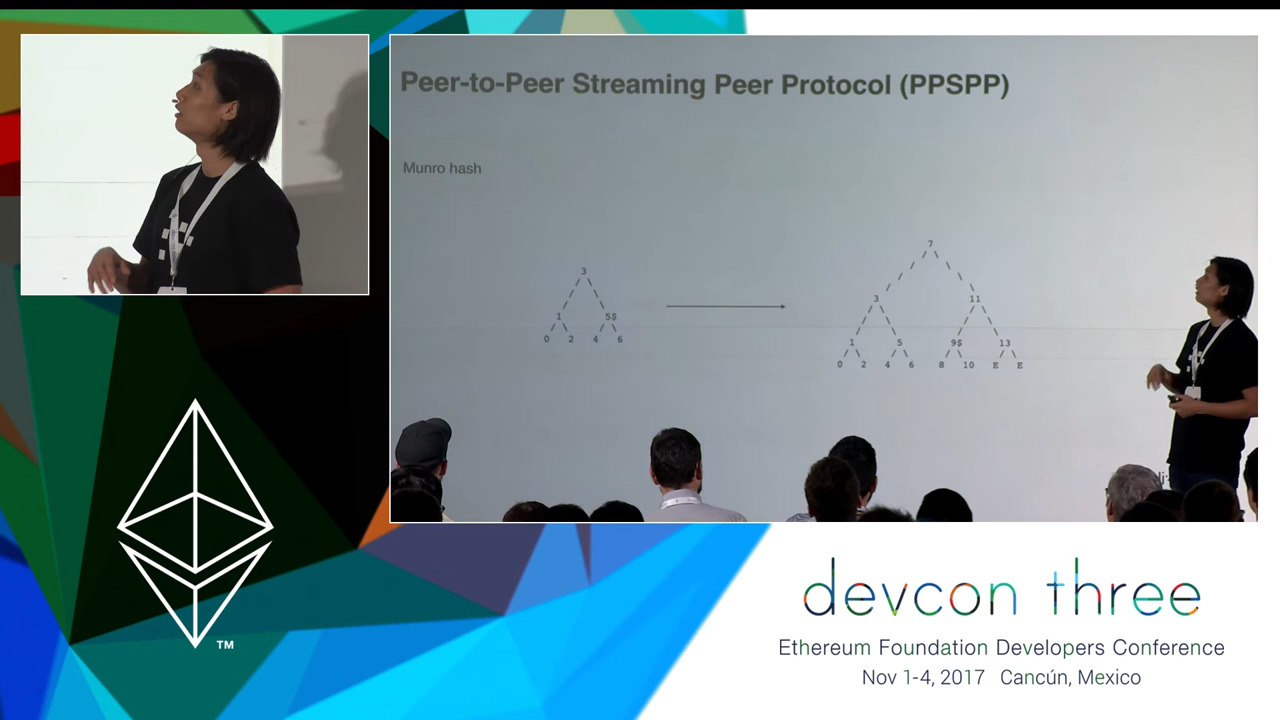 Peer-to-Peer Streaming Peer Protocol (PPSPP)
Munro hash
3
1 5$
0 2 4 6
7
3 11
1 5 9$ 13
0 2 4 6 8 10 E E
TM
devcon three
Ethereum Foundation Developers Conference
Nov 1-4, 2017 Cancún, Mexico